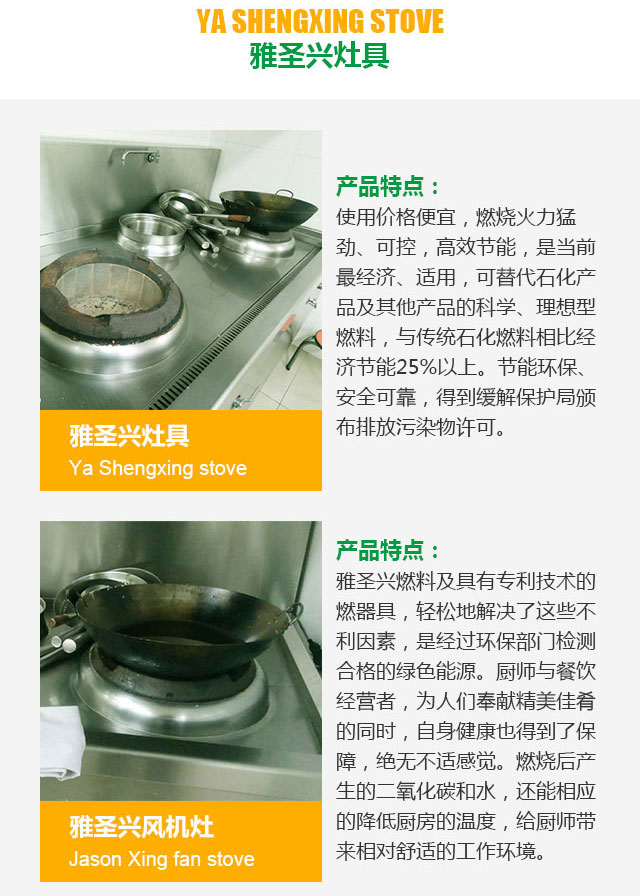 YA SHENGXING STOVE
雅圣兴灶具
产品特点：
使用价格便宜，燃烧火力猛
劲、可控，高效节能，是当前
最经济、适用，可替代石化产
品及其他产品的科学、理想型
燃料，与传统石化燃料相比经
济节能25%以上。节能环保、
安全可靠，得到缓解保护局颁
布排放污染物许可。
雅圣兴灶具
Ya Shengxing stove
产品特点：
雅圣兴燃料及具有专利技术的
燃器具，轻松地解决了这些不
利因素，是经过环保部门检测
合格的绿色能源。厨师与餐饮
经营者，为人们奉献精美佳肴
的同时，自身健康也得到了保
障，绝无不适感觉。燃烧后产
生的二氧化碳和水，还能相应
的降低厨房的温度，给厨师带
来相对舒适的工作环境。
雅圣兴风机灶
Jason Xing fan stove